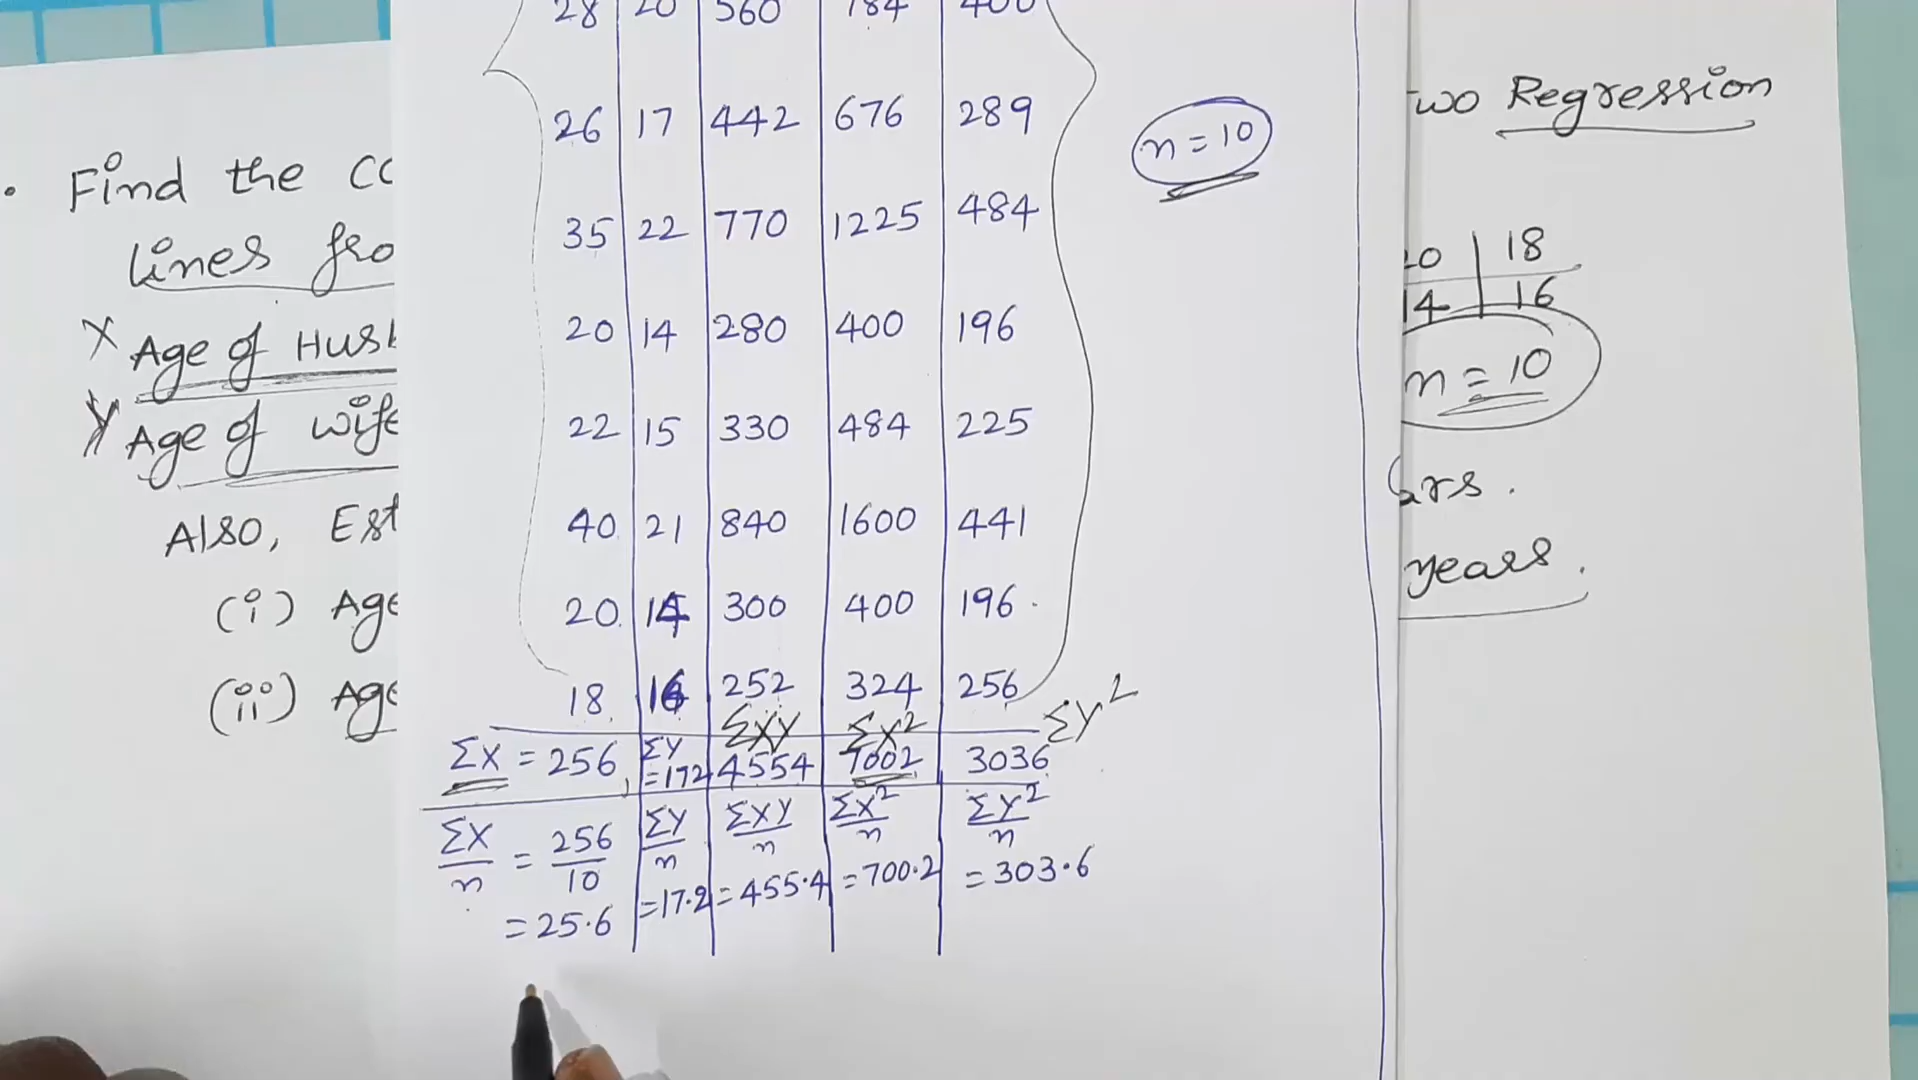 28 20 560 784 400
26 17 442 676 289
35 22 770 1225 484
20 14 280 400 196
22 15 330 484 225
40 21 840 1600 441
20 14 300 400 196
18 16 252 324 256
ΣXY ΣX² ΣY²
ΣX = 256, ΣY = 172 4554 7002 3036
ΣX/n = 256/10 ΣY/n ΣXY/n ΣX²/n ΣY²/n
= 25.6 = 17.2 = 455.4 = 700.2 = 303.6
n = 10
. Find the CO
lines fro
X Age of Hus
Y Age of wife
Also, Est
(i) Age
(ii) Age
wo Regression
20 18
14 16
n = 10
ars.
years.